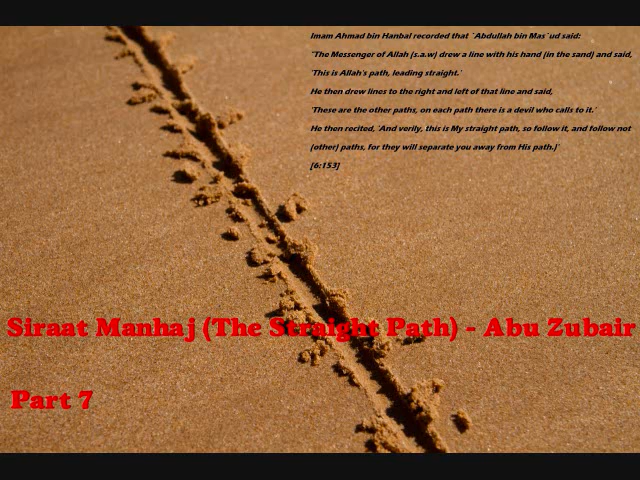 Imam Ahmad bin Hanbal recorded that `Abdullah bin Mas`ud said:
"The Messenger of Allah (s.a.w) drew a line with his hand (in the sand) and said,
'This is Allah's path, leading straight.'
He then drew lines to the right and left of that line and said,
'These are the other paths, on each path there is a devil who calls to it.'
He then recited, 'And verily, this is My straight path, so follow it, and follow not
(other) paths, for they will separate you away from His path.)'
[6:153]
Siraat Manhaj (The Straight Path) - Abu Zubair
Part 7